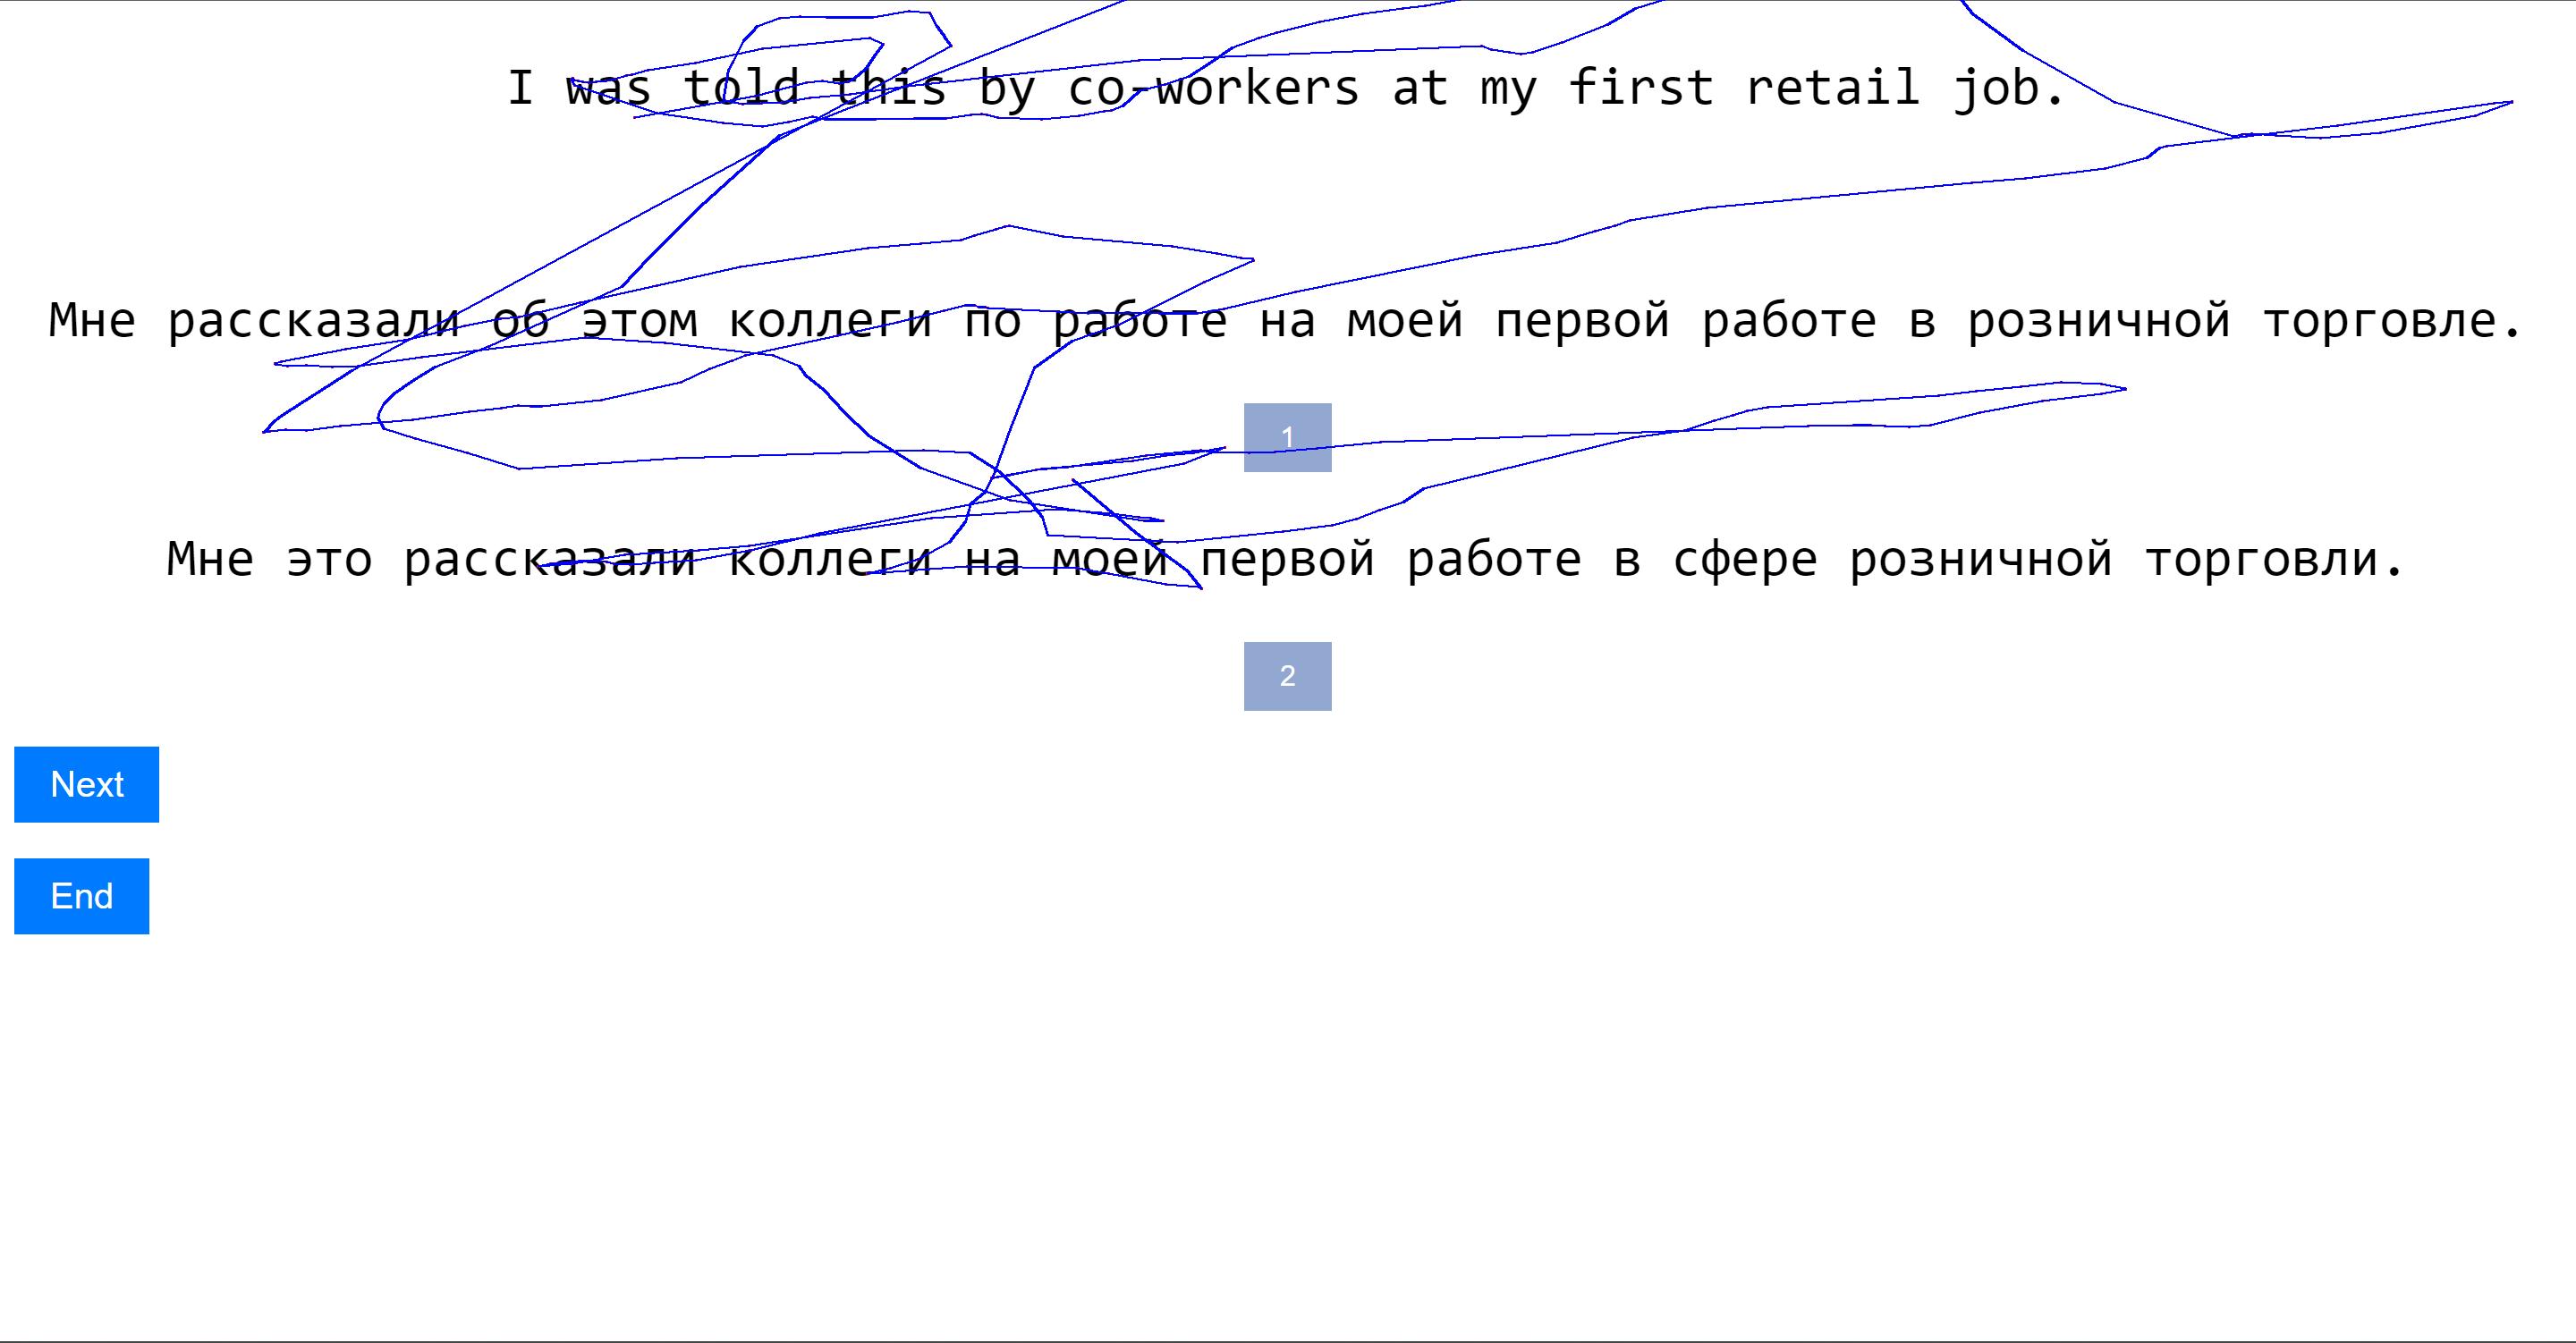 I was told this by co-workers at my first retail job.
Мне рассказали об этом коллеги по работе на моей первой работе в розничной торговле.
1
Мне это рассказали коллеги на моей первой работе в сфере розничной торговли.
2
Next
End